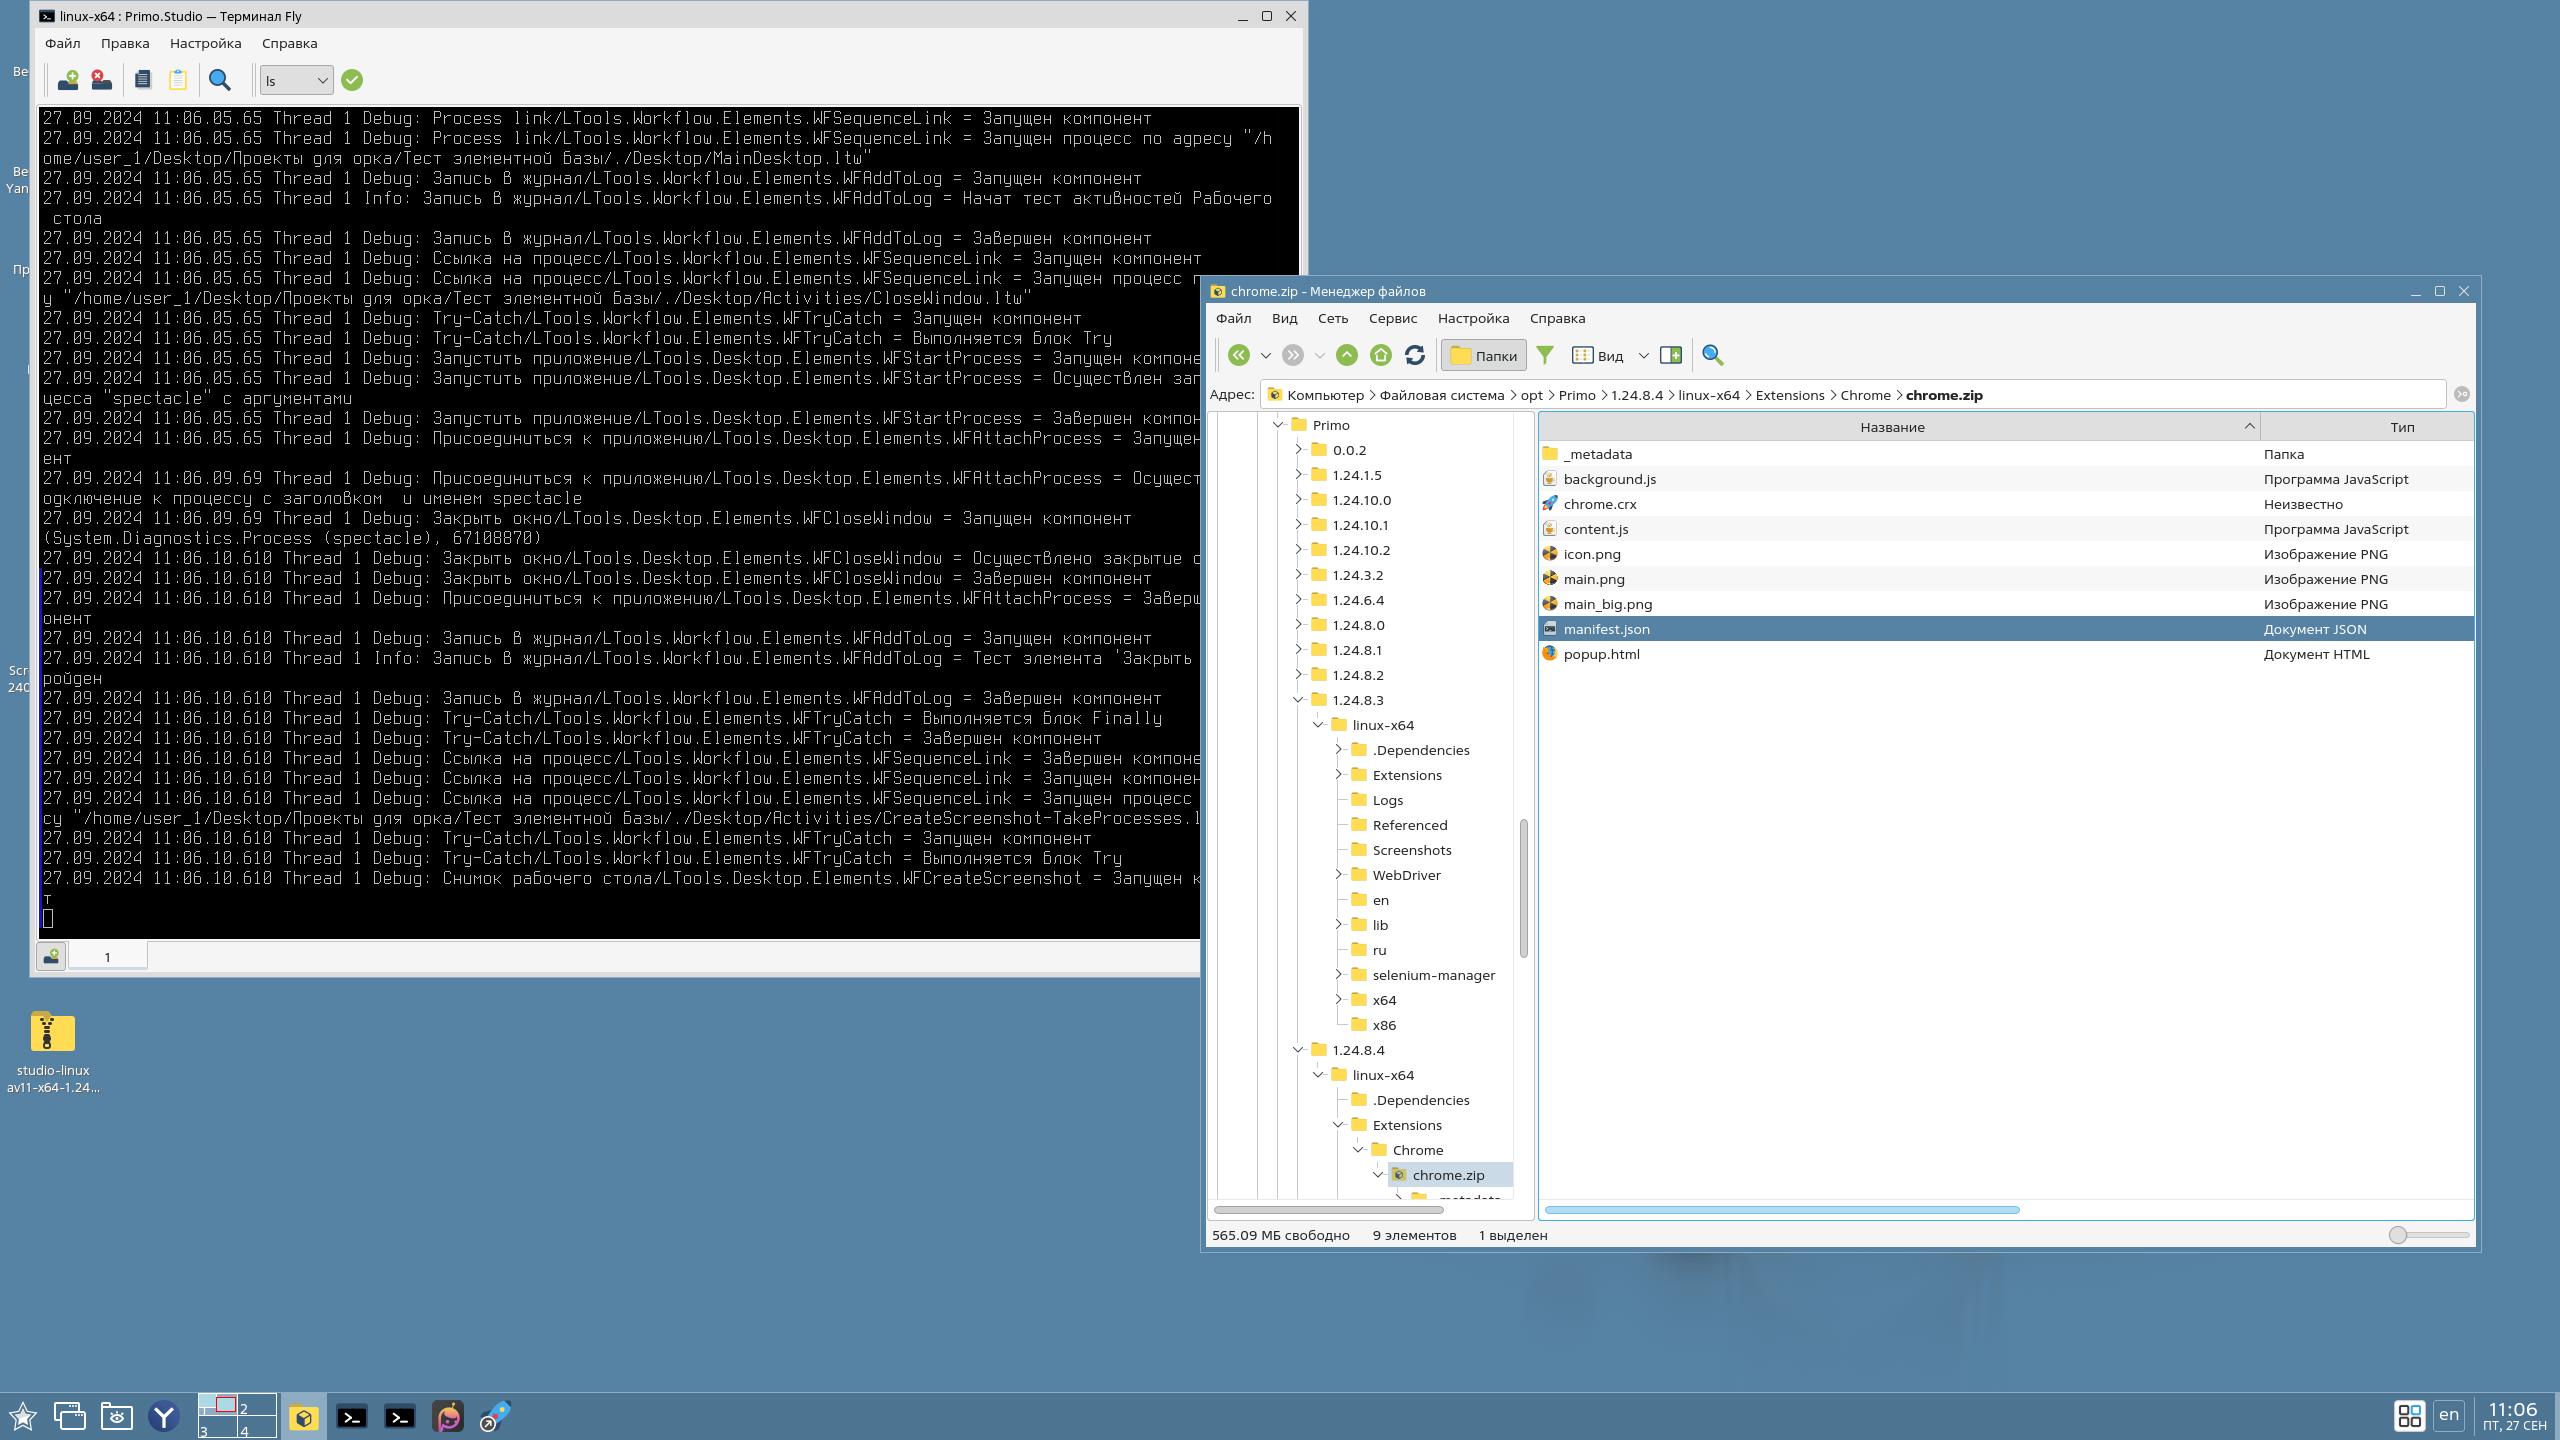 linux-x64 : Primo.Studio — Терминал Fly
Файл Правка Настройка Справка
ls
27.09.2024 11:06.05.65 Thread 1 Debug: Process link/LTools.Workflow.Elements.WFSequenceLink = Запущен компонент
27.09.2024 11:06.05.65 Thread 1 Debug: Process link/LTools.Workflow.Elements.WFSequenceLink = Запущен процесс по адресу "/h
ome/user_1/Desktop/Проекты для орка/Тест элементной базы/./Desktop/MainDesktop.ltw"
27.09.2024 11:06.05.65 Thread 1 Debug: Запись в журнал/LTools.Workflow.Elements.WFAddToLog = Запущен компонент
27.09.2024 11:06.05.65 Thread 1 Info: Запись в журнал/LTools.Workflow.Elements.WFAddToLog = Начат тест активностей Рабочего
стола
27.09.2024 11:06.05.65 Thread 1 Debug: Запись в журнал/LTools.Workflow.Elements.WFAddToLog = Завершен компонент
27.09.2024 11:06.05.65 Thread 1 Debug: Ссылка на процесс/LTools.Workflow.Elements.WFSequenceLink = Запущен компонент
27.09.2024 11:06.05.65 Thread 1 Debug: Ссылка на процесс/LTools.Workflow.Elements.WFSequenceLink = Запущен процесс п
у "/home/user_1/Desktop/Проекты для орка/Тест элементной базы/./Desktop/Activities/CloseWindow.ltw"
27.09.2024 11:06.05.65 Thread 1 Debug: Try-Catch/LTools.Workflow.Elements.WFTryCatch = Запущен компонент
27.09.2024 11:06.05.65 Thread 1 Debug: Try-Catch/LTools.Workflow.Elements.WFTryCatch = Выполняется блок Try
27.09.2024 11:06.05.65 Thread 1 Debug: Запустить приложение/LTools.Desktop.Elements.WFStartProcess = Запущен компоне
27.09.2024 11:06.05.65 Thread 1 Debug: Запустить приложение/LTools.Desktop.Elements.WFStartProcess = Осуществлен зап
цесса "spectacle" с аргументами
27.09.2024 11:06.05.65 Thread 1 Debug: Запустить приложение/LTools.Desktop.Elements.WFStartProcess = Завершен компон
27.09.2024 11:06.05.65 Thread 1 Debug: Присоединиться к приложению/LTools.Desktop.Elements.WFAttachProcess = Запущен
ент
27.09.2024 11:06.09.69 Thread 1 Debug: Присоединиться к приложению/LTools.Desktop.Elements.WFAttachProcess = Осущест
одключение к процессу с заголовком  и именем spectacle
27.09.2024 11:06.09.69 Thread 1 Debug: Закрыть окно/LTools.Desktop.Elements.WFCloseWindow = Запущен компонент
(System.Diagnostics.Process (spectacle), 67108870)
27.09.2024 11:06.10.610 Thread 1 Debug: Закрыть окно/LTools.Desktop.Elements.WFCloseWindow = Осуществлено закрытие о
27.09.2024 11:06.10.610 Thread 1 Debug: Закрыть окно/LTools.Desktop.Elements.WFCloseWindow = Завершен компонент
27.09.2024 11:06.10.610 Thread 1 Debug: Присоединиться к приложению/LTools.Desktop.Elements.WFAttachProcess = Заверш
онент
27.09.2024 11:06.10.610 Thread 1 Debug: Запись в журнал/LTools.Workflow.Elements.WFAddToLog = Запущен компонент
27.09.2024 11:06.10.610 Thread 1 Info: Запись в журнал/LTools.Workflow.Elements.WFAddToLog = Тест элемента 'Закрыть
ройден
27.09.2024 11:06.10.610 Thread 1 Debug: Запись в журнал/LTools.Workflow.Elements.WFAddToLog = Завершен компонент
27.09.2024 11:06.10.610 Thread 1 Debug: Try-Catch/LTools.Workflow.Elements.WFTryCatch = Выполняется блок Finally
27.09.2024 11:06.10.610 Thread 1 Debug: Try-Catch/LTools.Workflow.Elements.WFTryCatch = Завершен компонент
27.09.2024 11:06.10.610 Thread 1 Debug: Ссылка на процесс/LTools.Workflow.Elements.WFSequenceLink = Завершен компоне
27.09.2024 11:06.10.610 Thread 1 Debug: Ссылка на процесс/LTools.Workflow.Elements.WFSequenceLink = Запущен компонен
27.09.2024 11:06.10.610 Thread 1 Debug: Ссылка на процесс/LTools.Workflow.Elements.WFSequenceLink = Запущен процесс
су "/home/user_1/Desktop/Проекты для орка/Тест элементной базы/./Desktop/Activities/CreateScreenshot-TakeProcesses.l
27.09.2024 11:06.10.610 Thread 1 Debug: Try-Catch/LTools.Workflow.Elements.WFTryCatch = Запущен компонент
27.09.2024 11:06.10.610 Thread 1 Debug: Try-Catch/LTools.Workflow.Elements.WFTryCatch = Выполняется блок Try
27.09.2024 11:06.10.610 Thread 1 Debug: Снимок рабочего стола/LTools.Desktop.Elements.WFCreateScreenshot = Запущен к
т
1
Ве
Ве
Yan
Пр
Scr
240
studio-linux
av11-x64-1.24...
chrome.zip - Менеджер файлов
Файл Вид Сеть Сервис Настройка Справка
Папки Вид
Адрес: Компьютер Файловая система opt Primo 1.24.8.4 linux-x64 Extensions Chrome chrome.zip
Primo
0.0.2
1.24.1.5
1.24.10.0
1.24.10.1
1.24.10.2
1.24.3.2
1.24.6.4
1.24.8.0
1.24.8.1
1.24.8.2
1.24.8.3
linux-x64
.Dependencies
Extensions
Logs
Referenced
Screenshots
WebDriver
en
lib
ru
selenium-manager
x64
x86
1.24.8.4
linux-x64
.Dependencies
Extensions
Chrome
chrome.zip
_metadata
Название Тип
_metadata Папка
background.js Программа JavaScript
chrome.crx Неизвестно
content.js Программа JavaScript
icon.png Изображение PNG
main.png Изображение PNG
main_big.png Изображение PNG
manifest.json Документ JSON
popup.html Документ HTML
565.09 МБ свободно 9 элементов 1 выделен
2
3 4
en
11:06
ПТ, 27 СЕН